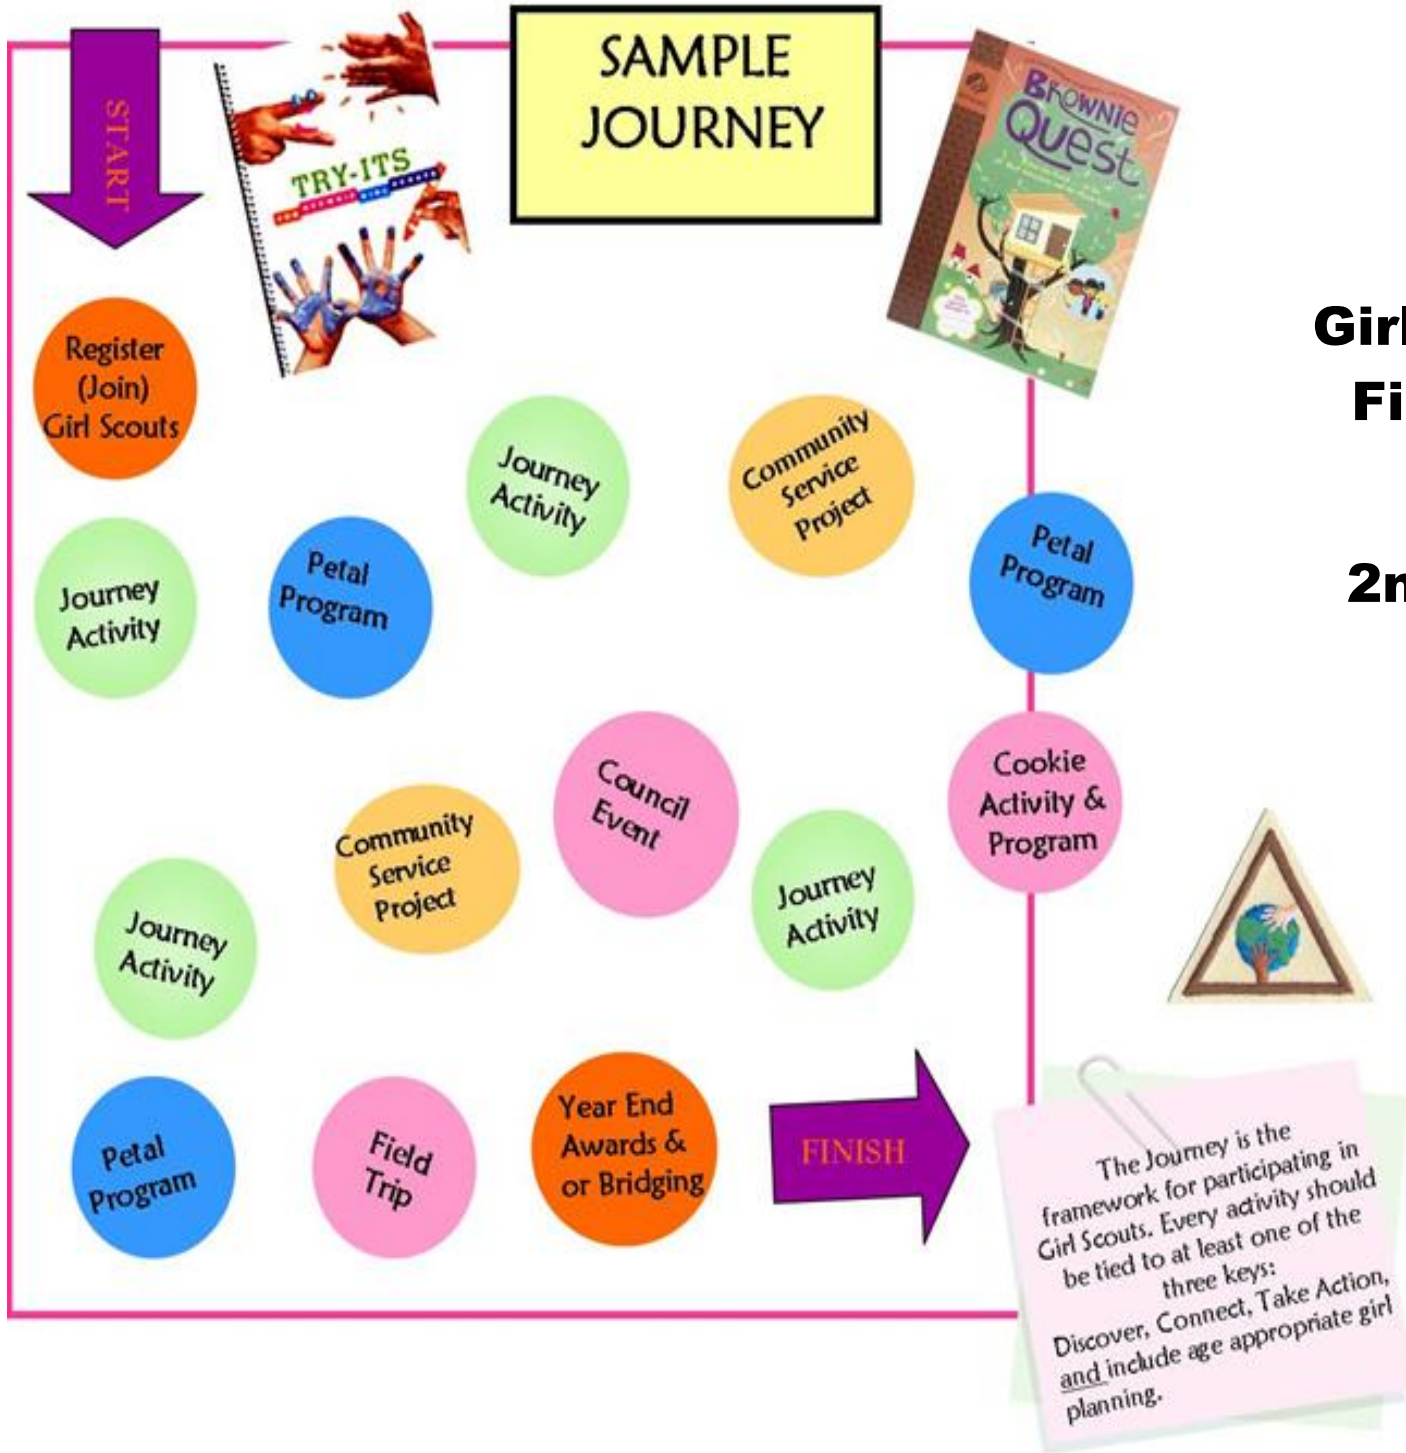 SAMPLE
JOURNEY
START
TRY-ITS
BROWNIE
QUEST
Girl
Fi
2n
Register
(Join)
Girl Scouts
Journey
Activity
Petal
Program
Journey
Activity
Community
Service
Project
Petal
Program
Cookie
Activity &
Program
Journey
Activity
Council
Event
Community
Service
Project
Journey
Activity
Petal
Program
Field
Trip
Year End
Awards &
or Bridging
FINISH
The Journey is the
framework for participating in
Girl Scouts. Every activity should
be tied to at least one of the
three keys:
Discover, Connect, Take Action,
and include age appropriate girl
planning.